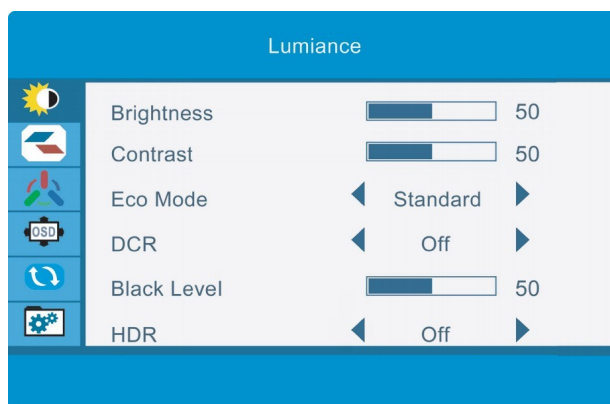 Lumiance
Brightness 50
Contrast 50
Eco Mode Standard
OSD
DCR Off
Black Level 50
HDR Off